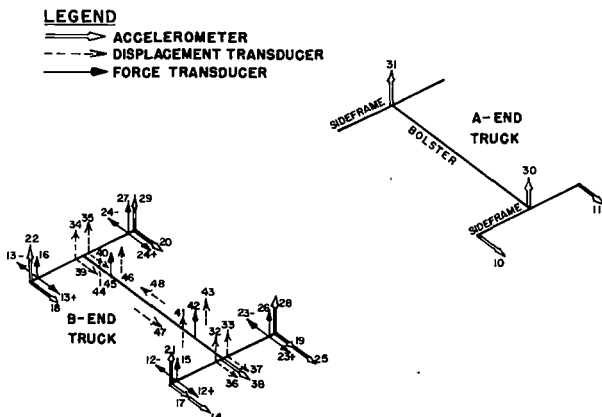 LEGEND
ACCELEROMETER
DISPLACEMENT TRANSDUCER
FORCE TRANSDUCER
31
SIDEFRAME
A-END
TRUCK
BOLSTER
30
SIDEFRAME
11
10
27 29
34 35 24-
20
22
24+
13- 16
40
39 45 46
44
48
13+
18
43
41 42
26 28
23-
B-END
TRUCK
47
32 33
19
23+ 25
21
15
37
12-
36 38
12+
17
14